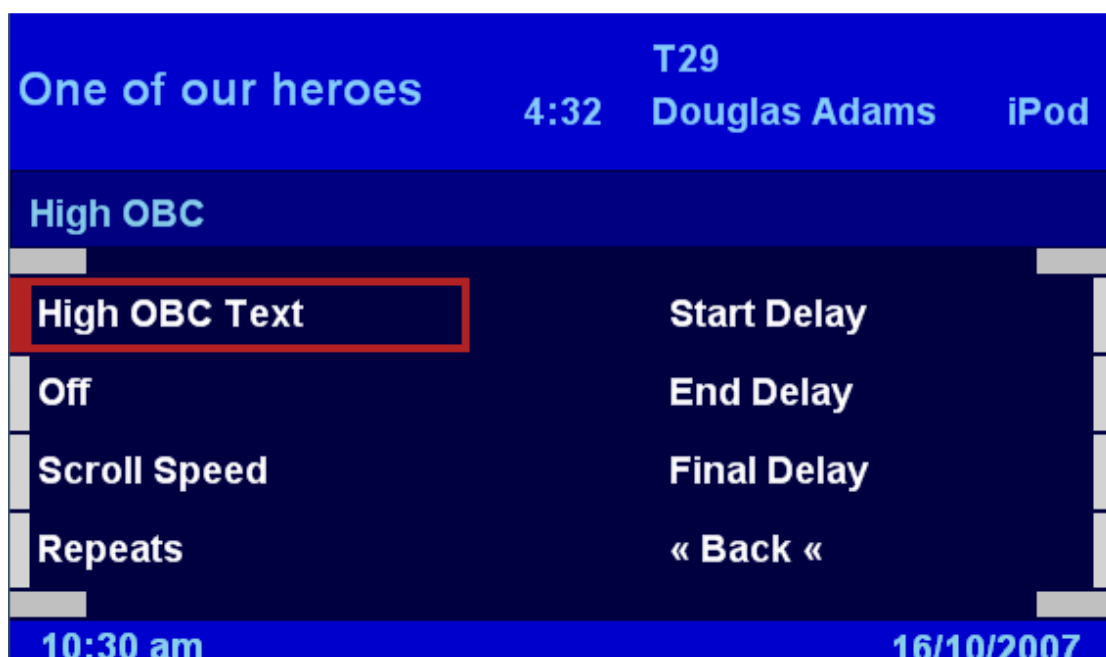 One of our heroes
T29
4:32 Douglas Adams iPod
High OBC
High OBC Text Start Delay
Off End Delay
Scroll Speed Final Delay
Repeats « Back «
10:30 am 16/10/2007